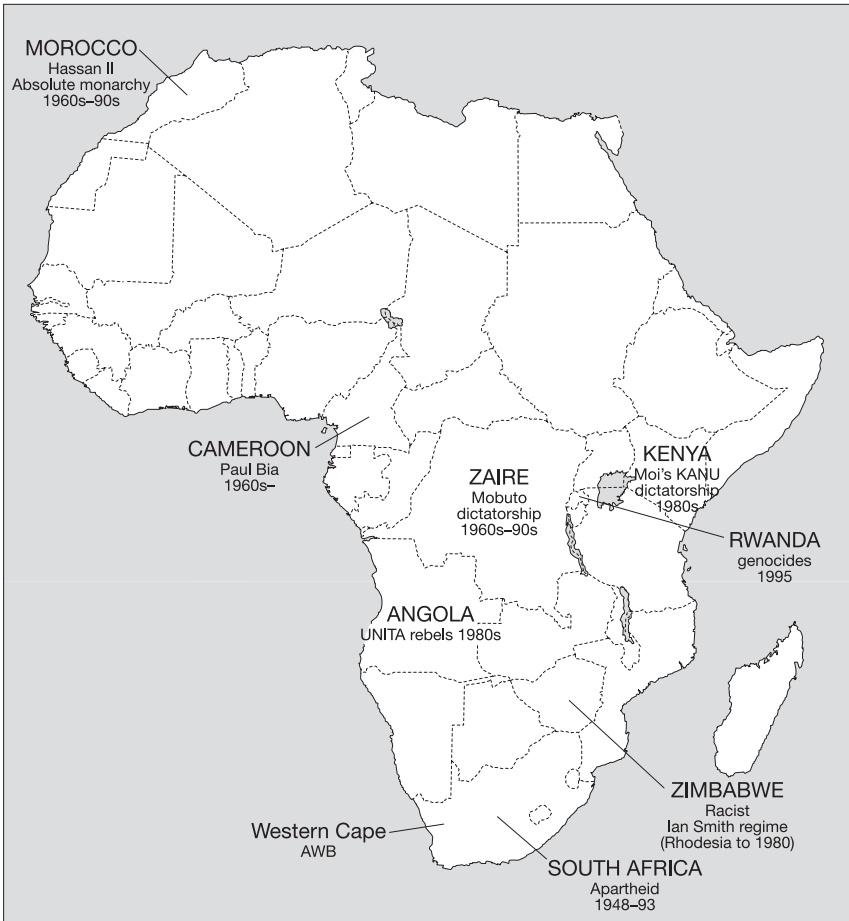 MOROCCO
Hassan II
Absolute monarchy
1960s–90s
CAMEROON
Paul Bia
1960s–
ZAIRE
Mobuto
dictatorship
1960s–90s
KENYA
Moi's KANU
dictatorship
1980s
RWANDA
genocides
1995
ANGOLA
UNITA rebels 1980s
ZIMBABWE
Racist
Ian Smith regime
(Rhodesia to 1980)
Western Cape
AWB
SOUTH AFRICA
Apartheid
1948–93